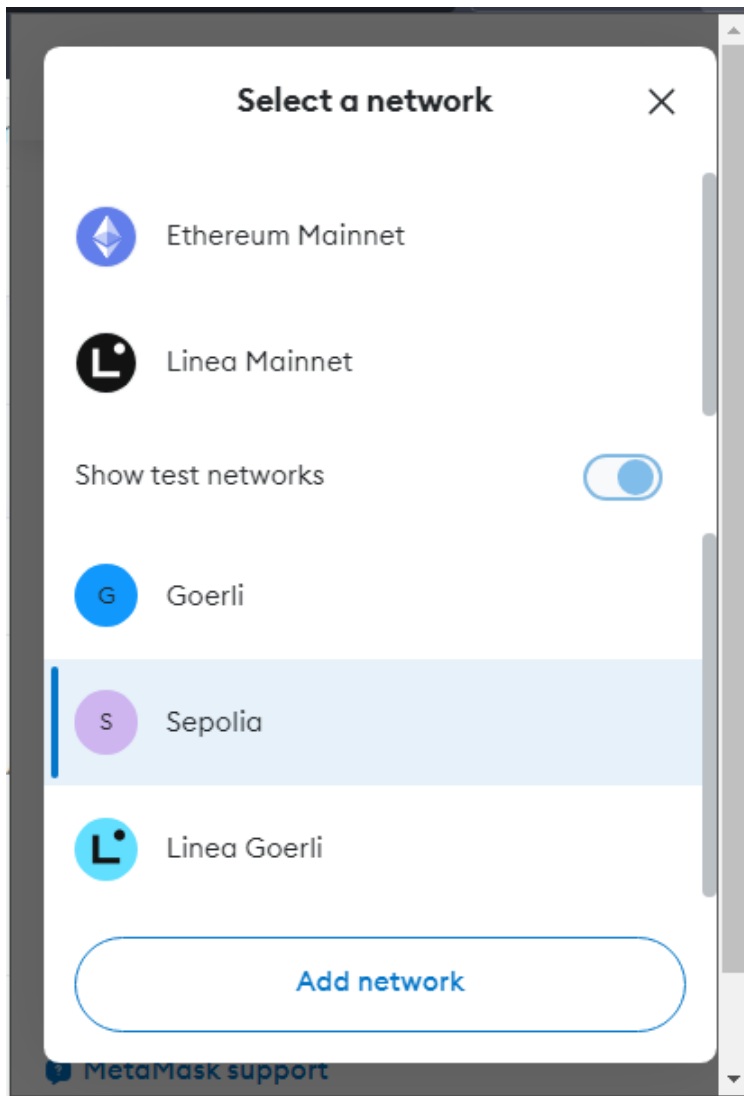 Select a network
Ethereum Mainnet
Linea Mainnet
Show test networks
G
Goerli
S
Sepolia
Linea Goerli
Add network
? MetaMask support